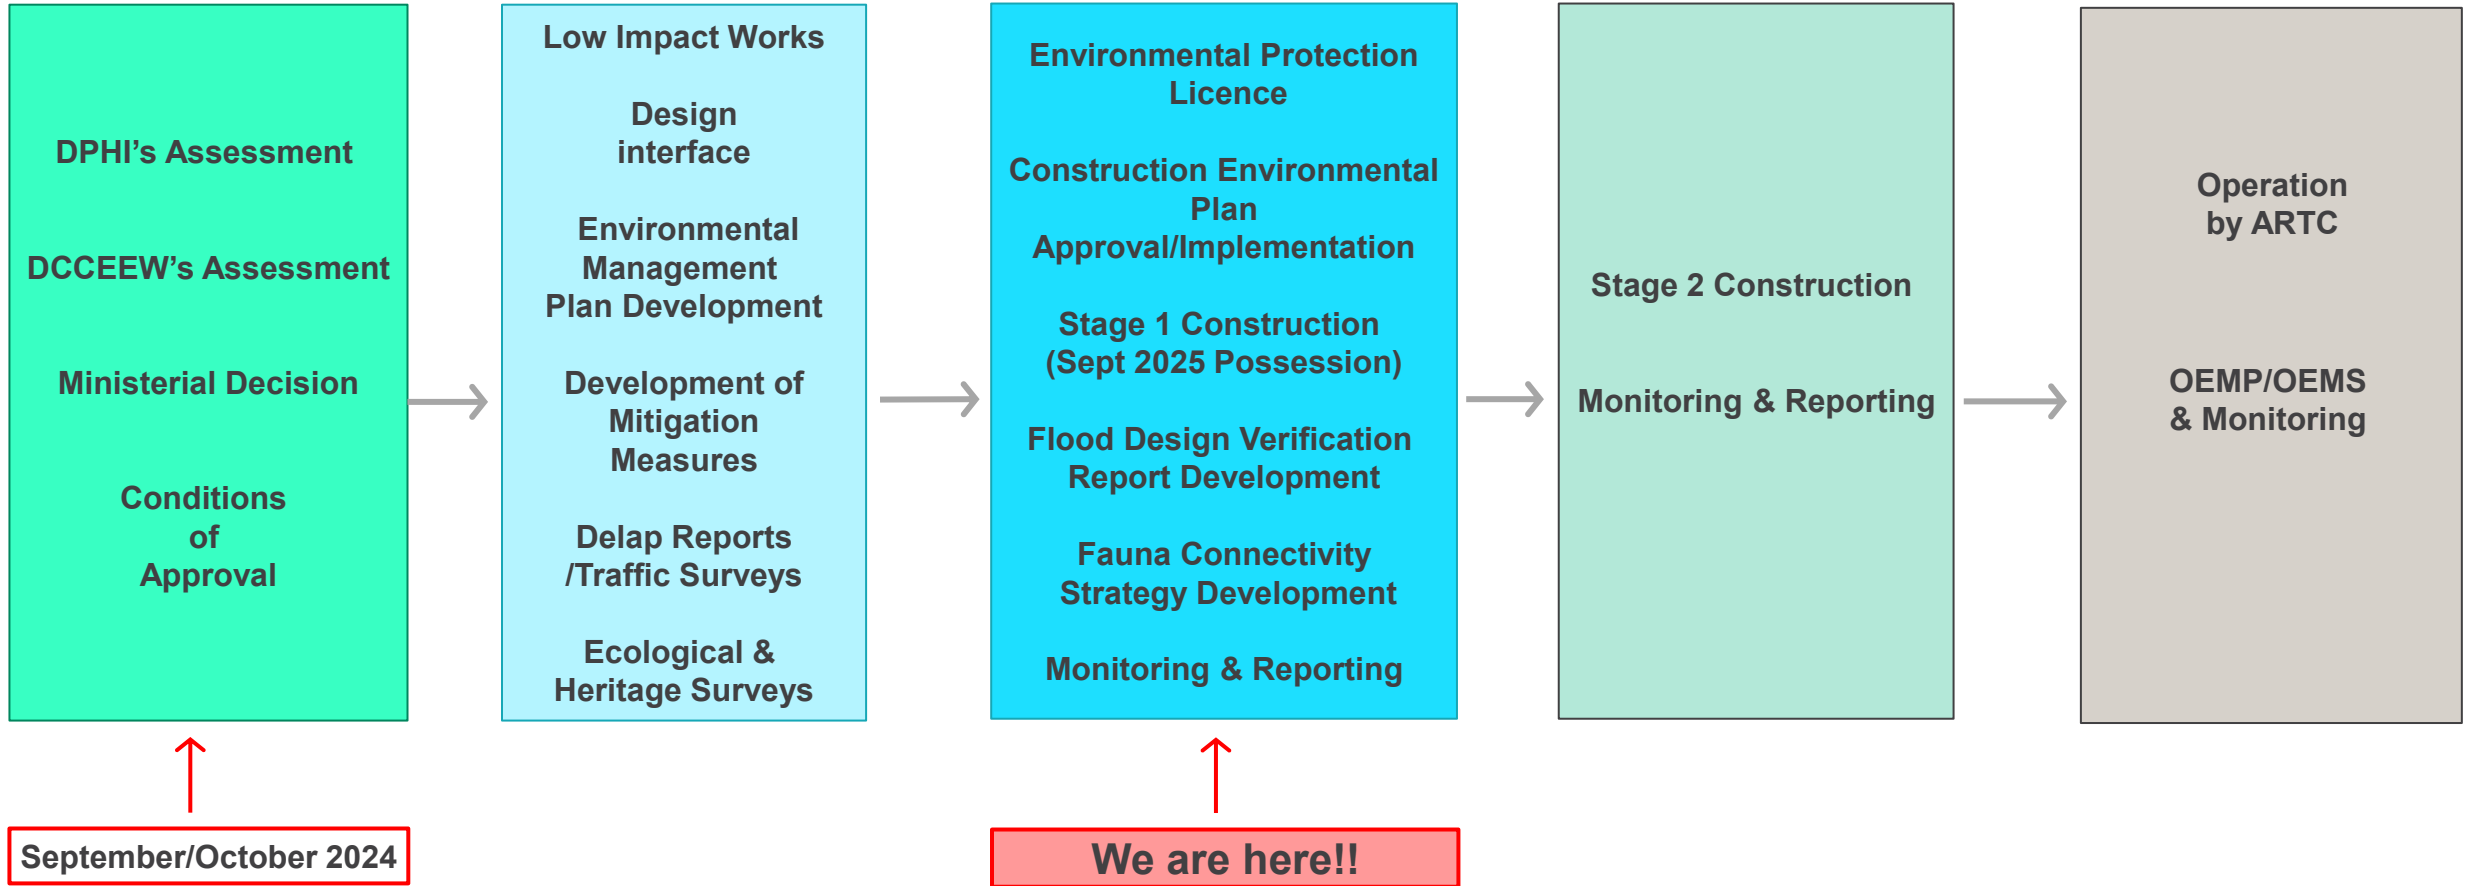 DPHI’s Assessment
DCCEEW’s Assessment
Ministerial Decision
Conditions
of
Approval
Low Impact Works
Design
interface
Environmental
Management
Plan Development
Development of
Mitigation
Measures
Delap Reports
/Traffic Surveys
Ecological &
Heritage Surveys
Environmental Protection
Licence
Construction Environmental
Plan
Approval/Implementation
Stage 1 Construction
(Sept 2025 Possession)
Flood Design Verification
Report Development
Fauna Connectivity
Strategy Development
Monitoring & Reporting
Stage 2 Construction
Monitoring & Reporting
Operation
by ARTC
OEMP/OEMS
& Monitoring
September/October 2024
We are here!!